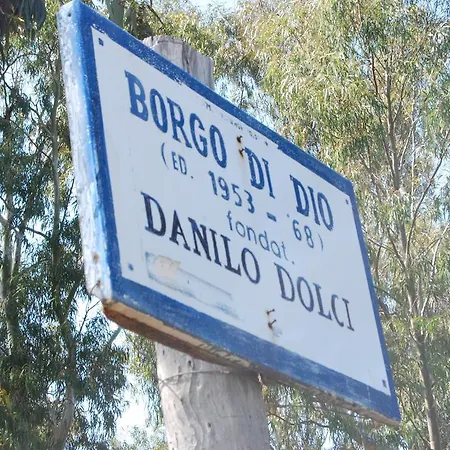 BORGO DI DIO
(ED. 1953 - 68)
fondat.
DANILO DOLCI